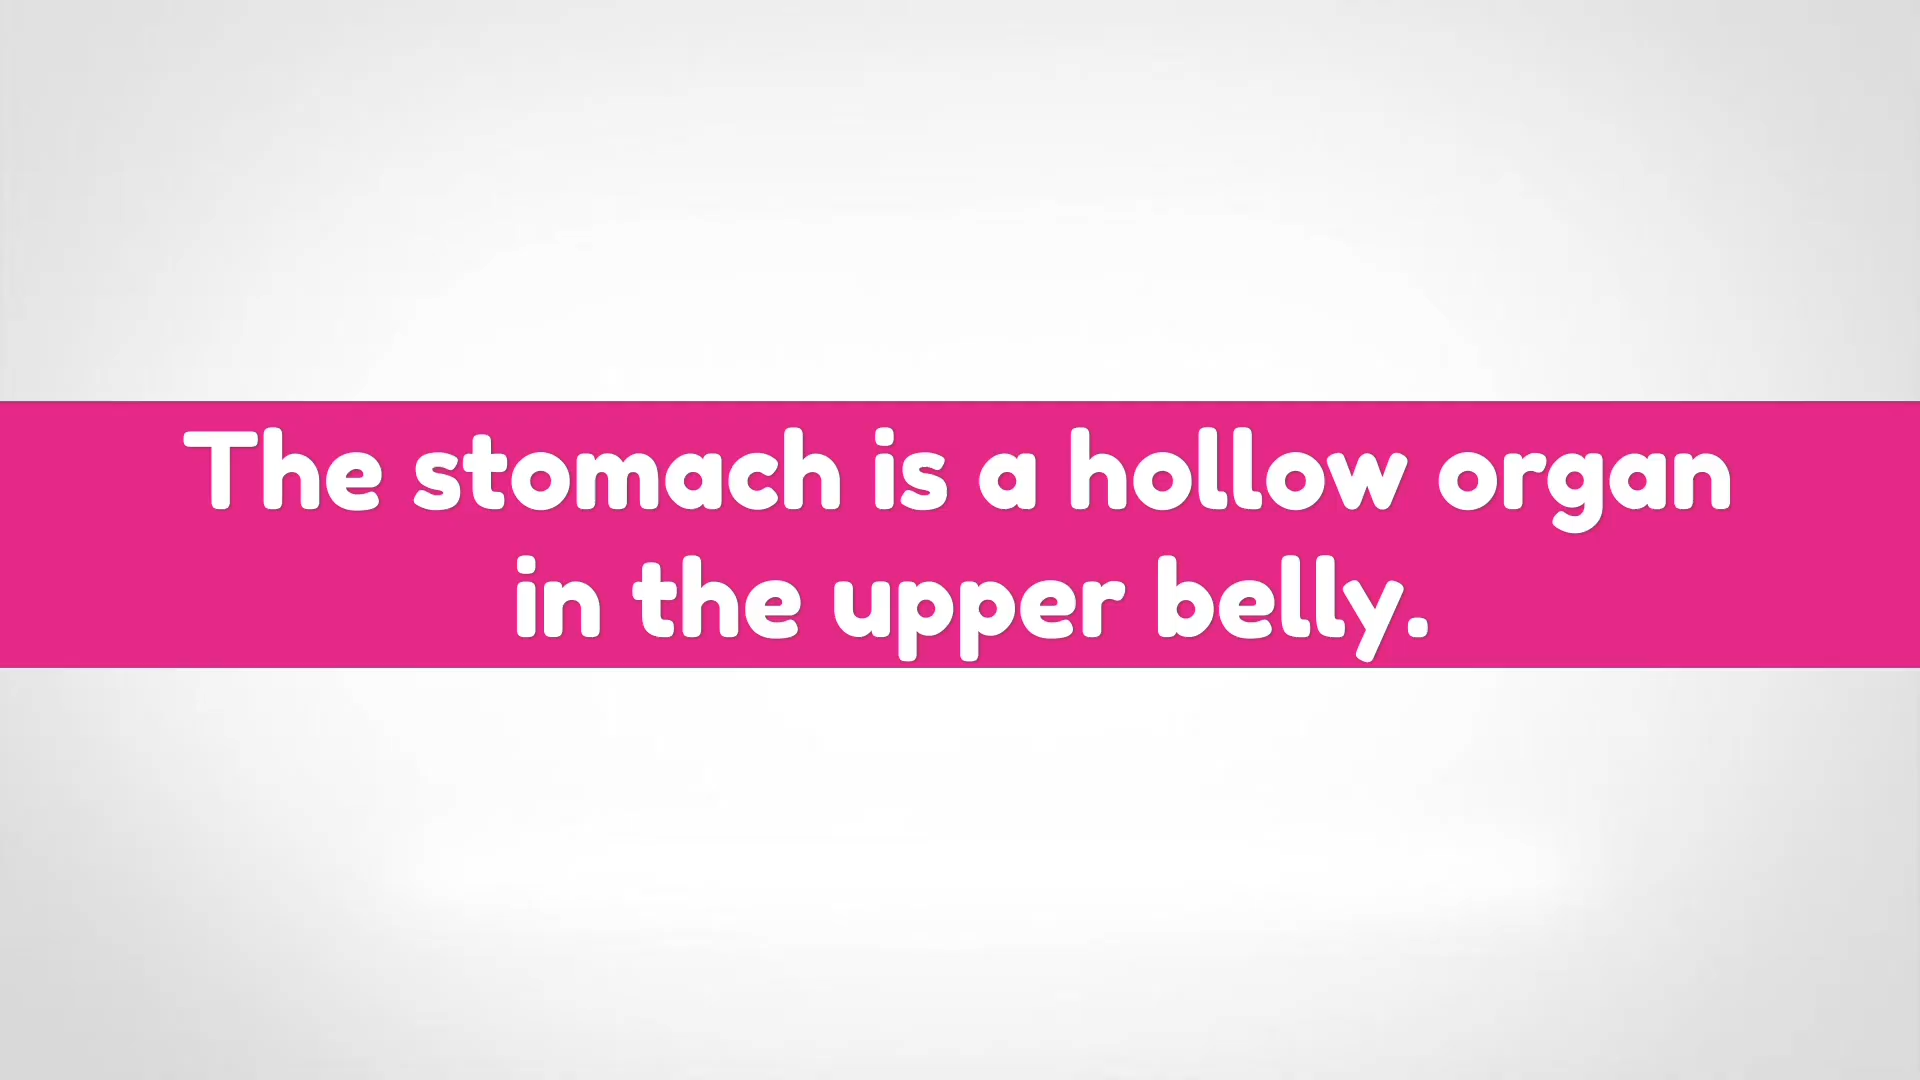 The stomach is a hollow organ
in the upper belly.